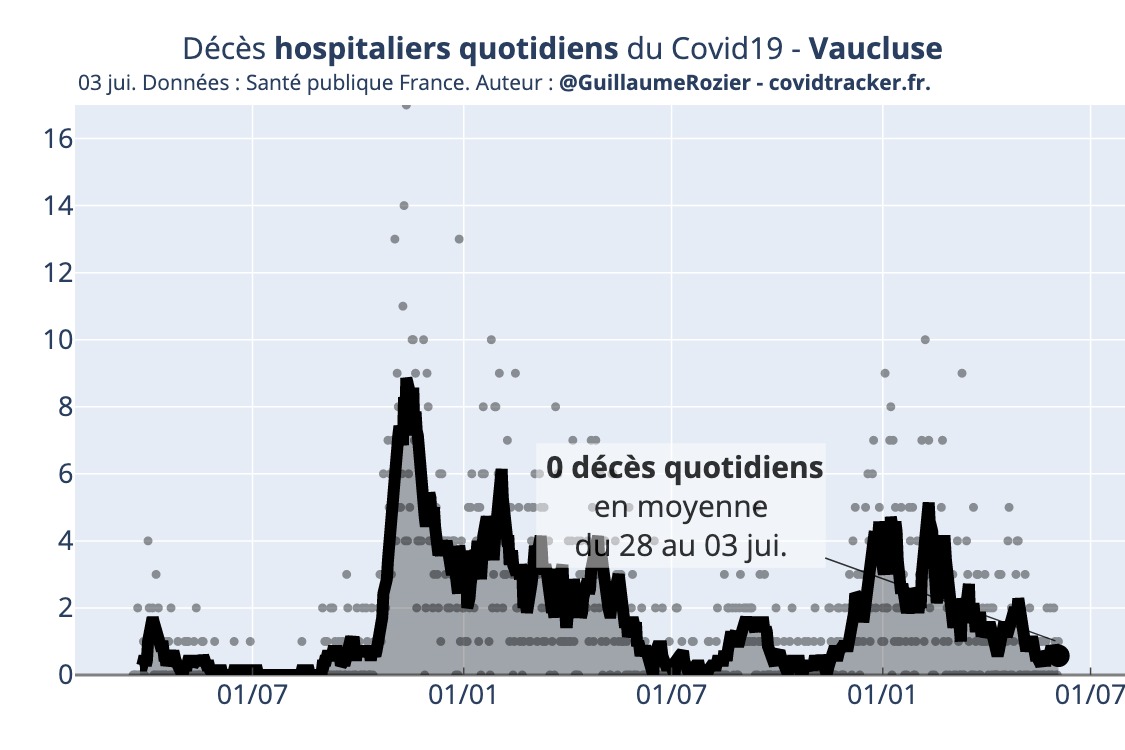 Décès hospitaliers quotidiens du Covid19 - Vaucluse
03 jui. Données : Santé publique France. Auteur : @GuillaumeRozier - covidtracker.fr.
16
14
12
10
8
6
4
2
0
0 décès quotidiens
en moyenne
du 28 au 03 jui.
01/07
01/01
01/07
01/01
01/07